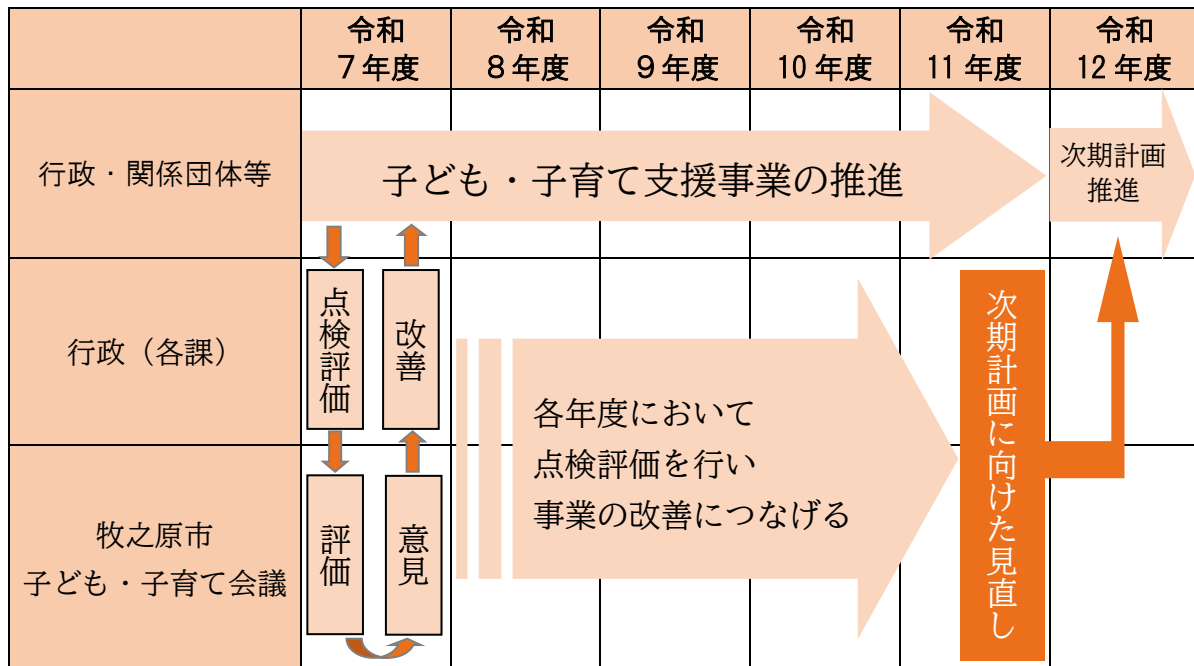 令和
７年度
令和
８年度
令和
９年度
令和
10年度
令和
11年度
令和
12年度
行政・関係団体等
子ども・子育て支援事業の推進
次期計画
推進
行政（各課）
点検評価
改善
各年度において
点検評価を行い
事業の改善につなげる
次期計画に向けた見直し
牧之原市
子ども・子育て会議
評価
意見